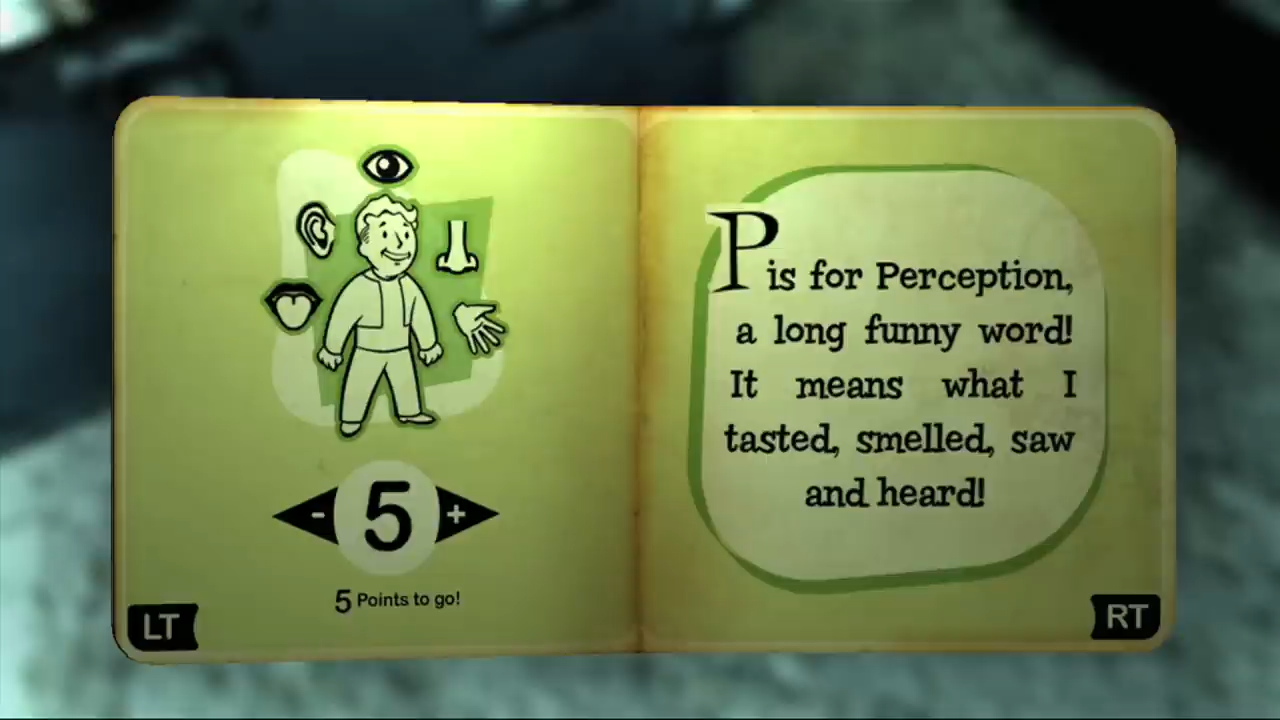 - 5 +
5 Points to go!
LT
P is for Perception,
a long funny word!
It means what I
tasted, smelled, saw
and heard!
RT